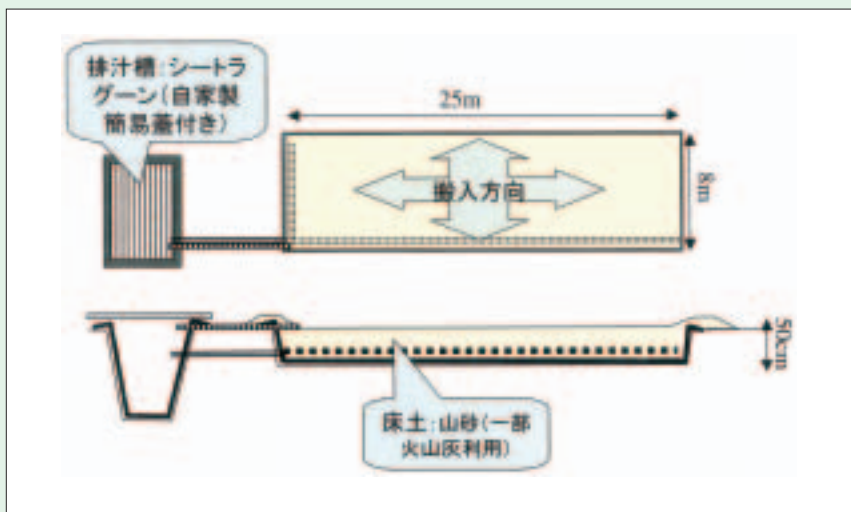 排汁槽:シートラ
グーン(自家製
簡易蓋付き)
25m
搬入方向
8m
50cm
床土:山砂(一部
火山灰利用)